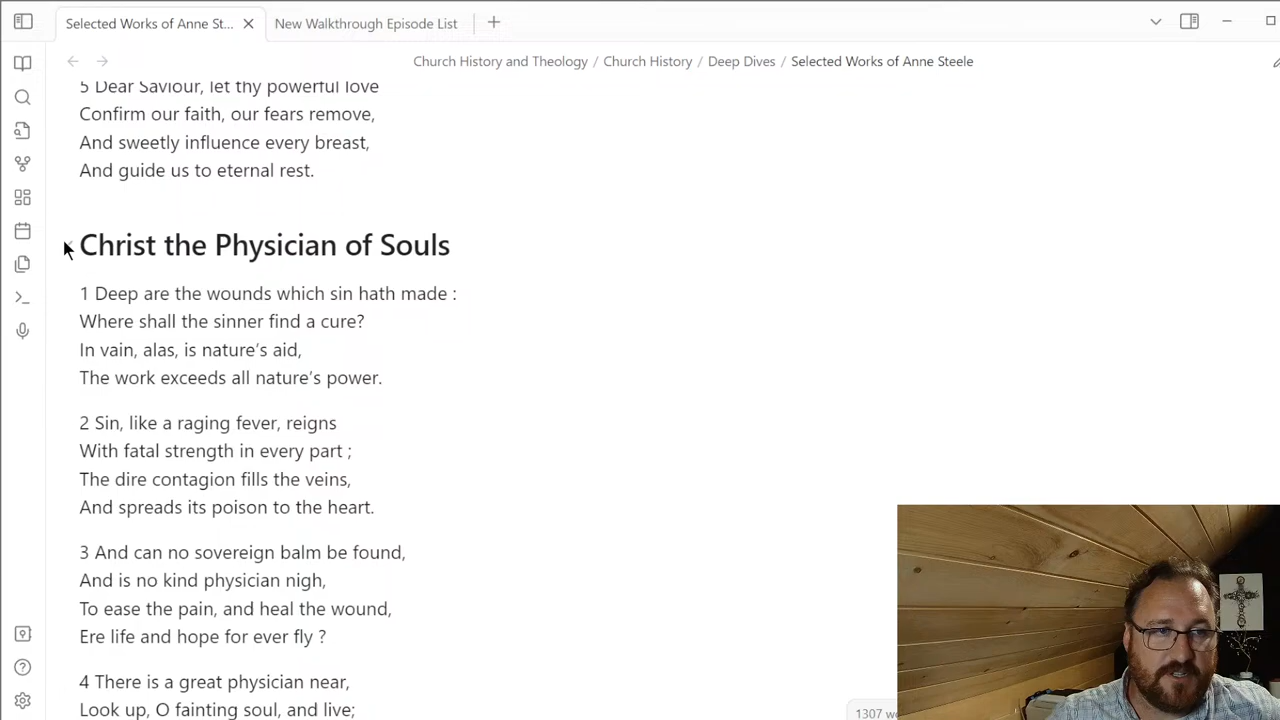 Selected Works of Anne St...
New Walkthrough Episode List
Church History and Theology / Church History / Deep Dives / Selected Works of Anne Steele
5 Dear Saviour, let thy powerful love
Confirm our faith, our fears remove,
And sweetly influence every breast,
And guide us to eternal rest.
Christ the Physician of Souls
1 Deep are the wounds which sin hath made :
Where shall the sinner find a cure?
In vain, alas, is nature's aid,
The work exceeds all nature's power.
2 Sin, like a raging fever, reigns
With fatal strength in every part ;
The dire contagion fills the veins,
And spreads its poison to the heart.
3 And can no sovereign balm be found,
And is no kind physician nigh,
To ease the pain, and heal the wound,
Ere life and hope for ever fly ?
4 There is a great physician near,
Look up, O fainting soul, and live;
1307